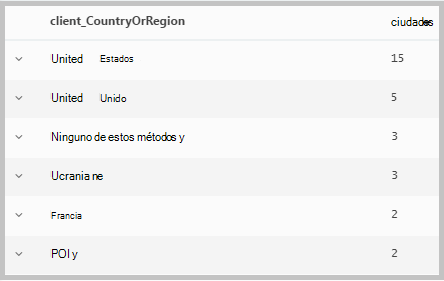 client_CountryOrRegion ciudades
United Estados 15
United Unido 5
Ninguno de estos métodos y 3
Ucrania ne 3
Francia 2
POI y 2